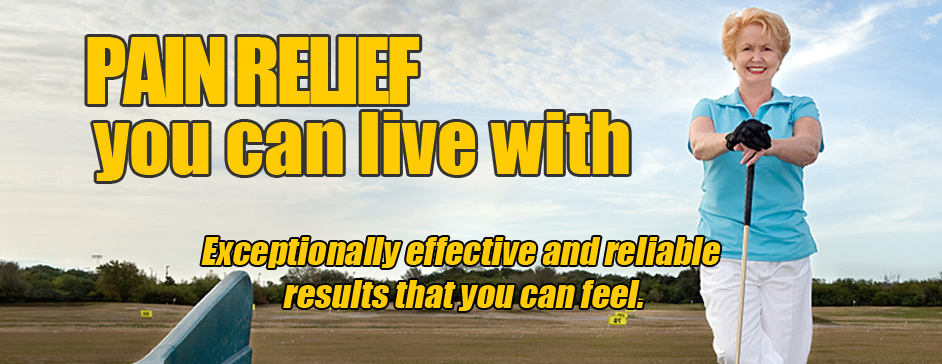 PAIN RELIEF
you can live with
Exceptionally effective and reliable
results that you can feel.